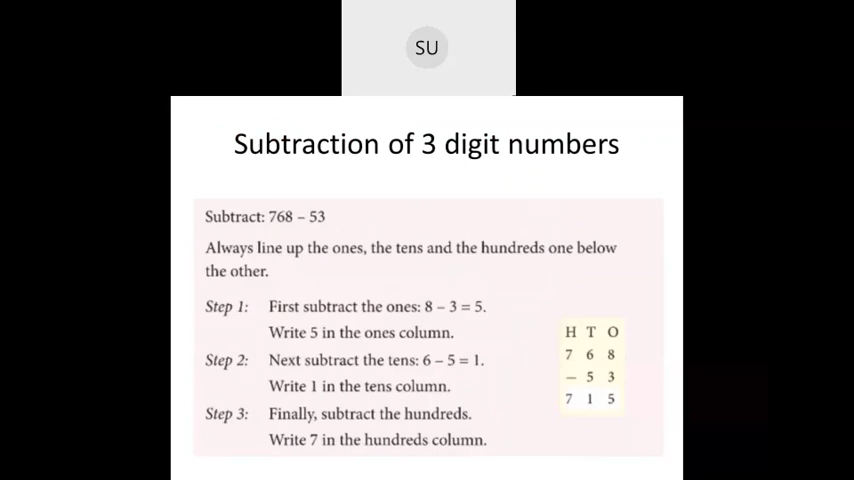 SU
Subtraction of 3 digit numbers
Subtract: 768 – 53
Always line up the ones, the tens and the hundreds one below
the other.
Step 1: First subtract the ones: 8 – 3 = 5.
Write 5 in the ones column.
Step 2: Next subtract the tens: 6 – 5 = 1.
Write 1 in the tens column.
Step 3: Finally, subtract the hundreds.
Write 7 in the hundreds column.
H T O
7 6 8
– 5 3
7 1 5